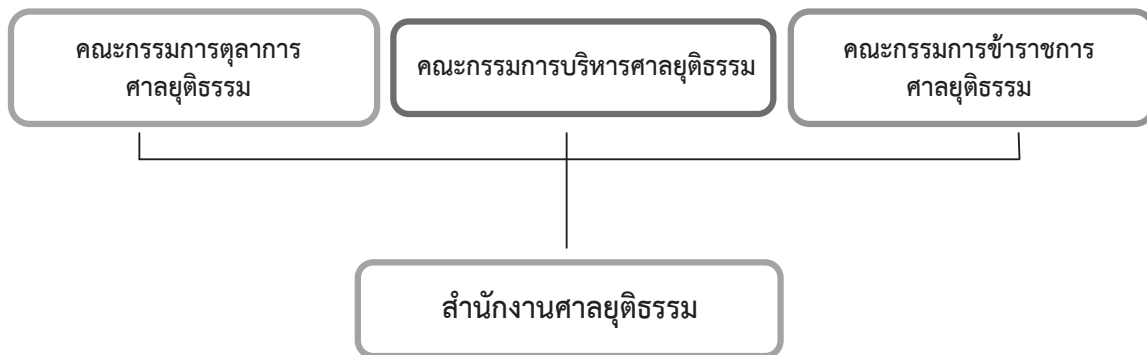 คณะกรรมการตุลาการ
ศาลยุติธรรม
คณะกรรมการบริหารศาลยุติธรรม
คณะกรรมการข้าราชการ
ศาลยุติธรรม
สำนักงานศาลยุติธรรม